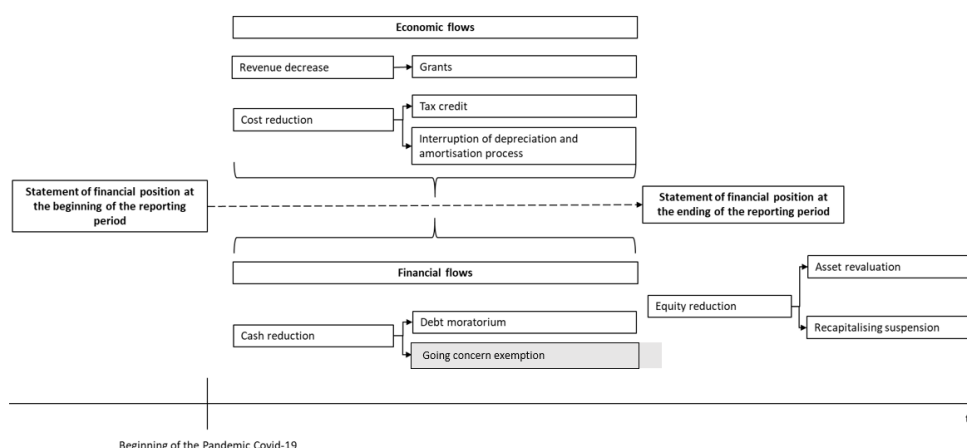 Economic flows
Revenue decrease
Grants
Cost reduction
Tax credit
Interruption of depreciation and
amortisation process
Statement of financial position at
the beginning of the reporting
period
Statement of financial position at
the ending of the reporting period
Financial flows
Cash reduction
Debt moratorium
Going concern exemption
Equity reduction
Asset revaluation
Recapitalising suspension
t
Beginning of the Pandemic Covid-19